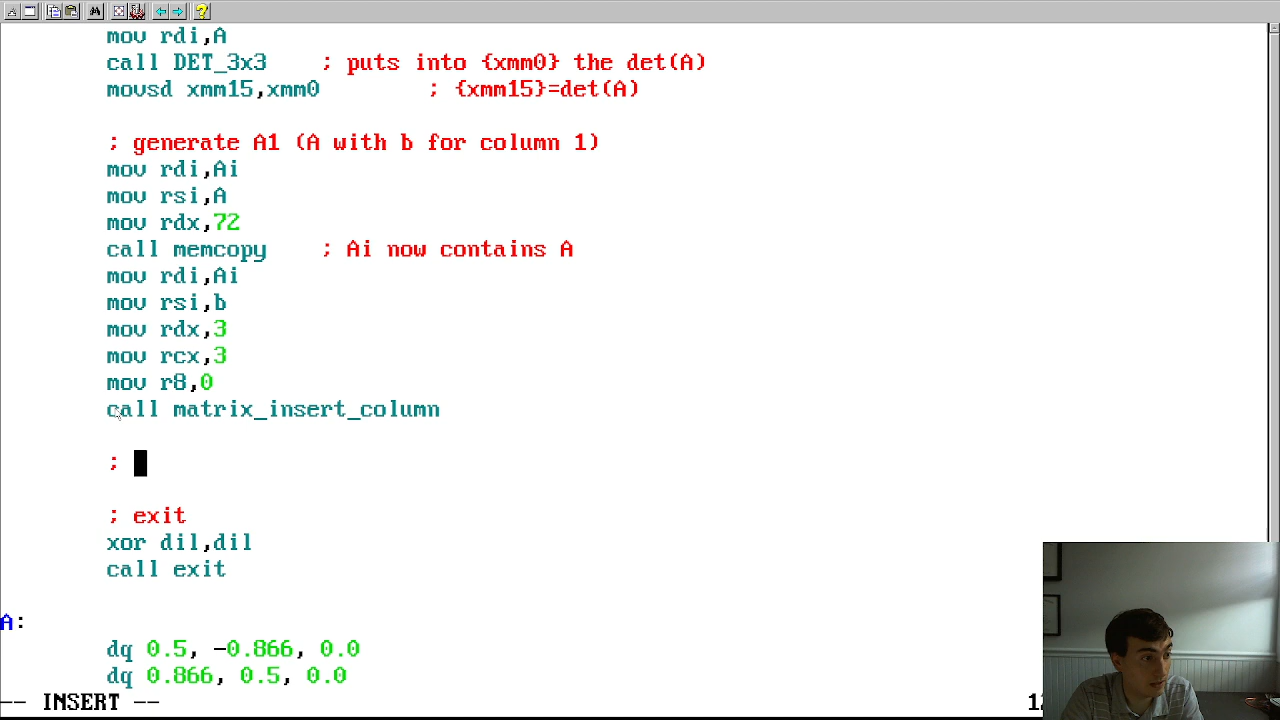 mov rdi,A
call DET_3x3 ; puts into {xmm0} the det(A)
movsd xmm15,xmm0 ; {xmm15}=det(A)
; generate A1 (A with b for column 1)
mov rdi,Ai
mov rsi,A
mov rdx,72
call memcopy ; Ai now contains A
mov rdi,Ai
mov rsi,b
mov rdx,3
mov rcx,3
mov r8,0
call matrix_insert_column
;
; exit
xor dil,dil
call exit
A:
dq 0.5, -0.866, 0.0
dq 0.866, 0.5, 0.0
-- INSERT --